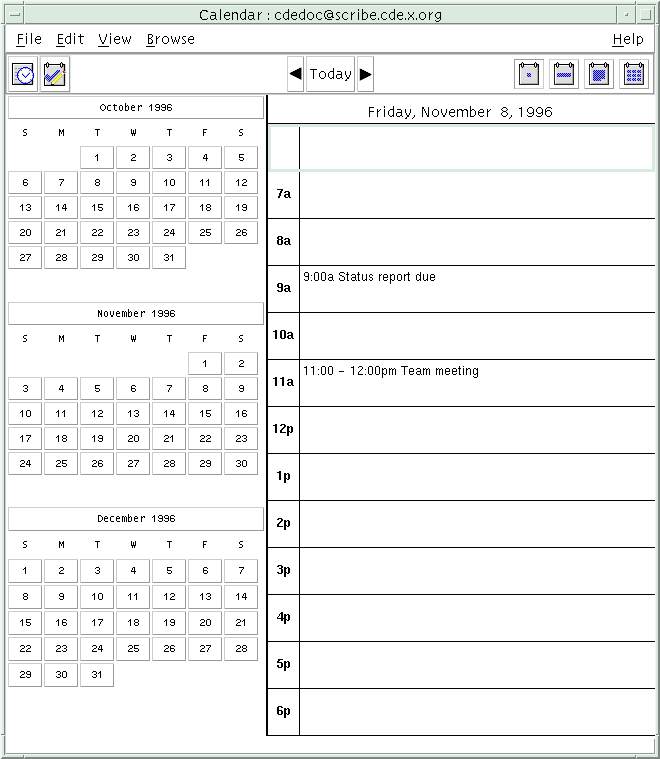 Calendar : cdedoc@scribe.cde.x.org
File Edit View Browse Help
Today
October 1996
S M T W T F S
1 2 3 4 5
6 7 8 9 10 11 12
13 14 15 16 17 18 19
20 21 22 23 24 25 26
27 28 29 30 31
November 1996
S M T W T F S
1 2
3 4 5 6 7 8 9
10 11 12 13 14 15 16
17 18 19 20 21 22 23
24 25 26 27 28 29 30
December 1996
S M T W T F S
1 2 3 4 5 6 7
8 9 10 11 12 13 14
15 16 17 18 19 20 21
22 23 24 25 26 27 28
29 30 31
Friday, November 8, 1996
7a
8a
9a 9:00a Status report due
10a
11a 11:00 - 12:00pm Team meeting
12p
1p
2p
3p
4p
5p
6p